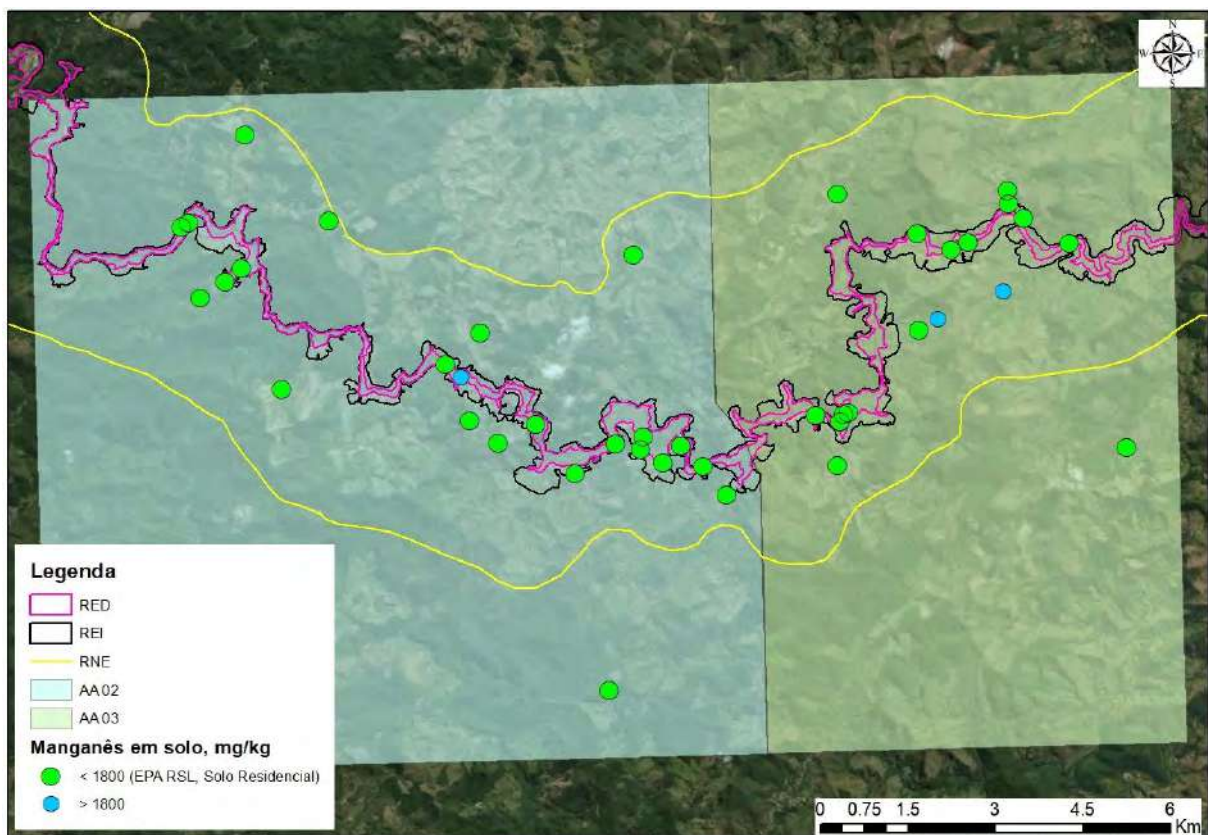 N
W E
S
Legenda
RED
REI
RNE
AA 02
AA 03
Manganês em solo, mg/kg
< 1800 (EPA RSL, Solo Residencial)
> 1800
0 0.75 1.5 3 4.5 6
Km